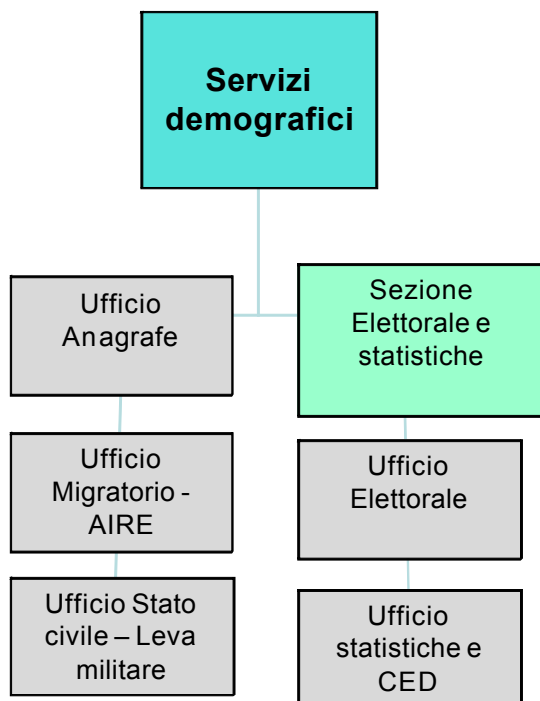 Servizi
demografici
Ufficio
Anagrafe
Sezione
Elettorale e
statistiche
Ufficio
Migratorio -
AIRE
Ufficio
Elettorale
Ufficio Stato
civile – Leva
militare
Ufficio
statistiche e
CED